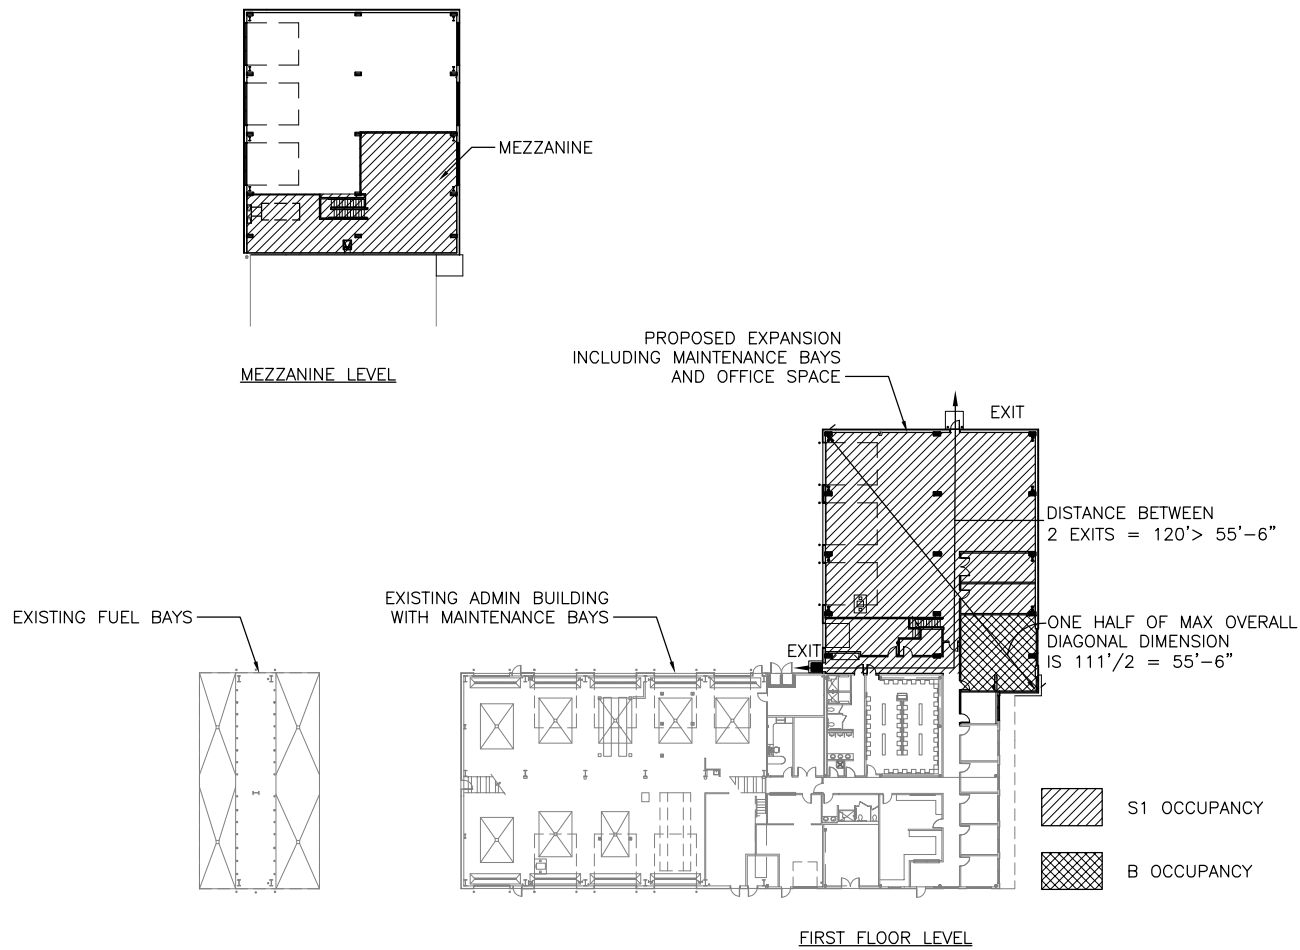 MEZZANINE
MEZZANINE LEVEL
PROPOSED EXPANSION
INCLUDING MAINTENANCE BAYS
AND OFFICE SPACE
EXIT
DISTANCE BETWEEN
2 EXITS = 120'> 55'-6"
EXISTING ADMIN BUILDING
WITH MAINTENANCE BAYS
EXISTING FUEL BAYS
EXIT
ONE HALF OF MAX OVERALL
DIAGONAL DIMENSION
IS 111'/2 = 55'-6"
S1 OCCUPANCY
B OCCUPANCY
FIRST FLOOR LEVEL